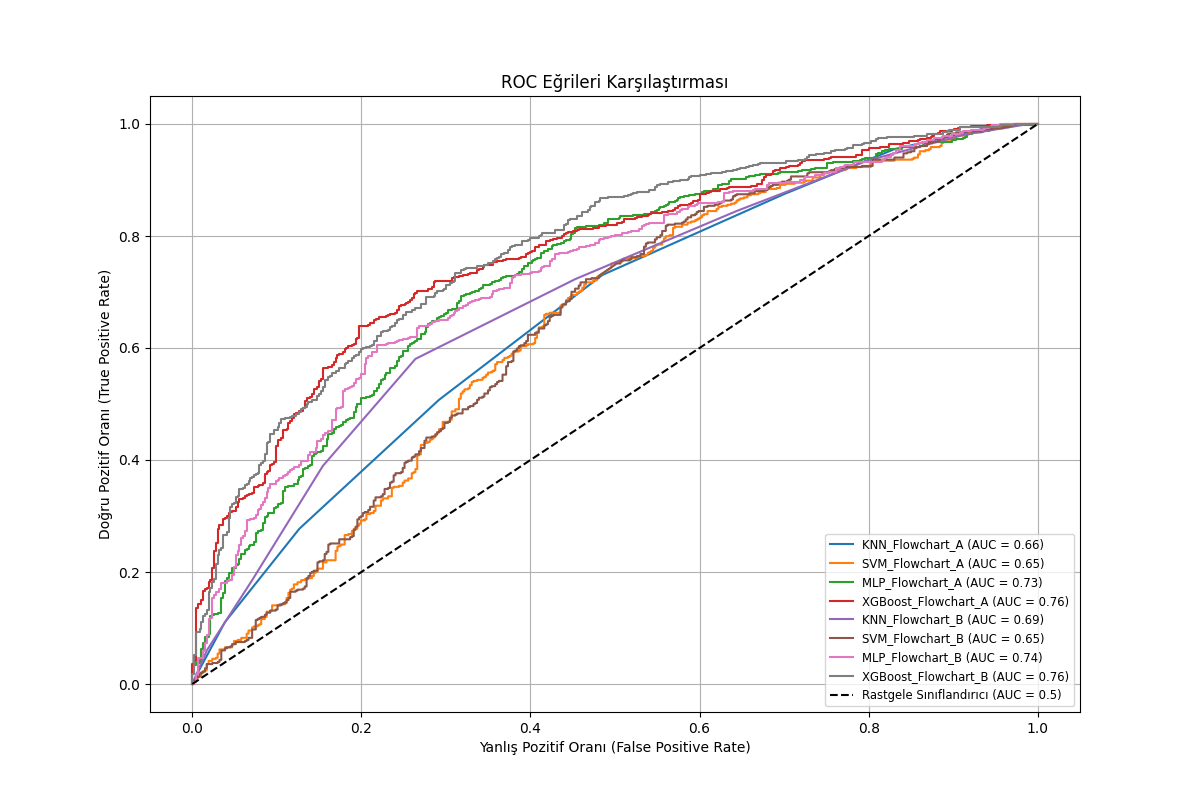 ROC Eğrileri Karşılaştırması
Doğru Pozitif Oranı (True Positive Rate)
1.0
0.8
0.6
0.4
0.2
0.0
0.0 0.2 0.4 0.6 0.8 1.0
Yanlış Pozitif Oranı (False Positive Rate)
KNN_Flowchart_A (AUC = 0.66)
SVM_Flowchart_A (AUC = 0.65)
MLP_Flowchart_A (AUC = 0.73)
XGBoost_Flowchart_A (AUC = 0.76)
KNN_Flowchart_B (AUC = 0.69)
SVM_Flowchart_B (AUC = 0.65)
MLP_Flowchart_B (AUC = 0.74)
XGBoost_Flowchart_B (AUC = 0.76)
Rastgele Sınıflandırıcı (AUC = 0.5)